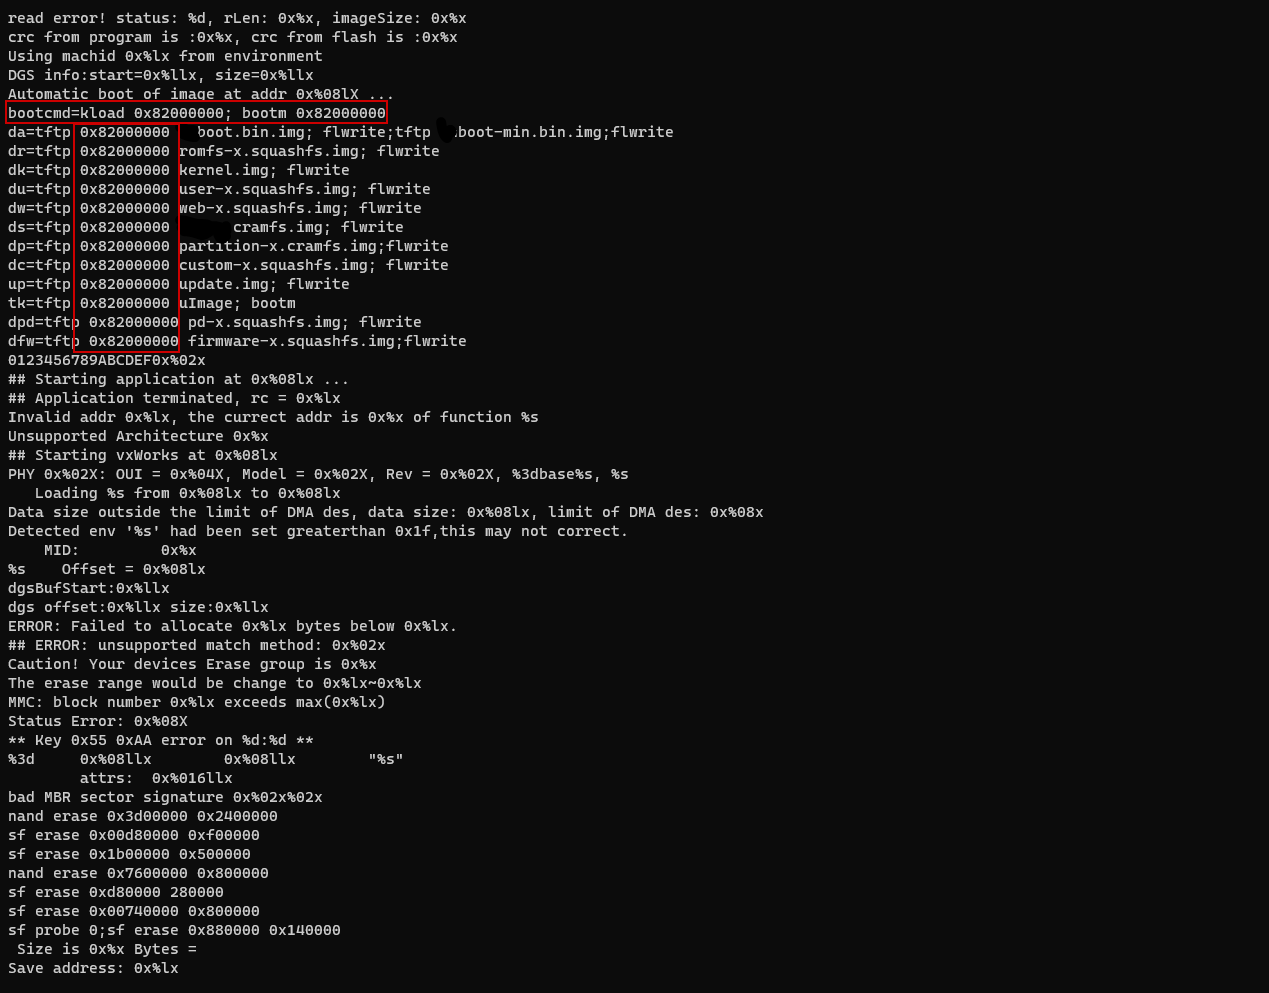 read error! status: %d, rLen: 0x%x, imageSize: 0x%x
crc from program is :0x%x, crc from flash is :0x%x
Using machid 0x%lx from environment
DGS info:start=0x%llx, size=0x%llx
Automatic boot of image at addr 0x%08lX ...
bootcmd=kload 0x82000000; bootm 0x82000000
da=tftp 0x82000000 boot.bin.img; flwrite;tftp boot-min.bin.img;flwrite
dr=tftp 0x82000000 romfs-x.squashfs.img; flwrite
dk=tftp 0x82000000 kernel.img; flwrite
du=tftp 0x82000000 user-x.squashfs.img; flwrite
dw=tftp 0x82000000 web-x.squashfs.img; flwrite
ds=tftp 0x82000000 cramfs.img; flwrite
dp=tftp 0x82000000 partition-x.cramfs.img;flwrite
dc=tftp 0x82000000 custom-x.squashfs.img; flwrite
up=tftp 0x82000000 update.img; flwrite
tk=tftp 0x82000000 uImage; bootm
dpd=tftp 0x82000000 pd-x.squashfs.img; flwrite
dfw=tftp 0x82000000 firmware-x.squashfs.img;flwrite
0123456789ABCDEF0x%02x
## Starting application at 0x%08lx ...
## Application terminated, rc = 0x%lx
Invalid addr 0x%lx, the currect addr is 0x%x of function %s
Unsupported Architecture 0x%x
## Starting vxWorks at 0x%08lx
PHY 0x%02X: OUI = 0x%04X, Model = 0x%02X, Rev = 0x%02X, %3dbase%s, %s
   Loading %s from 0x%08lx to 0x%08lx
Data size outside the limit of DMA des, data size: 0x%08lx, limit of DMA des: 0x%08x
Detected env '%s' had been set greaterthan 0x1f,this may not correct.
    MID:         0x%x
%s    Offset = 0x%08lx
dgsBufStart:0x%llx
dgs offset:0x%llx size:0x%llx
ERROR: Failed to allocate 0x%lx bytes below 0x%lx.
## ERROR: unsupported match method: 0x%02x
Caution! Your devices Erase group is 0x%x
The erase range would be change to 0x%lx~0x%lx
MMC: block number 0x%lx exceeds max(0x%lx)
Status Error: 0x%08X
** Key 0x55 0xAA error on %d:%d **
%3d     0x%08llx        0x%08llx        "%s"
        attrs:  0x%016llx
bad MBR sector signature 0x%02x%02x
nand erase 0x3d00000 0x2400000
sf erase 0x00d80000 0xf00000
sf erase 0x1b00000 0x500000
nand erase 0x7600000 0x800000
sf erase 0xd80000 280000
sf erase 0x00740000 0x800000
sf probe 0;sf erase 0x880000 0x140000
 Size is 0x%x Bytes =
Save address: 0x%lx